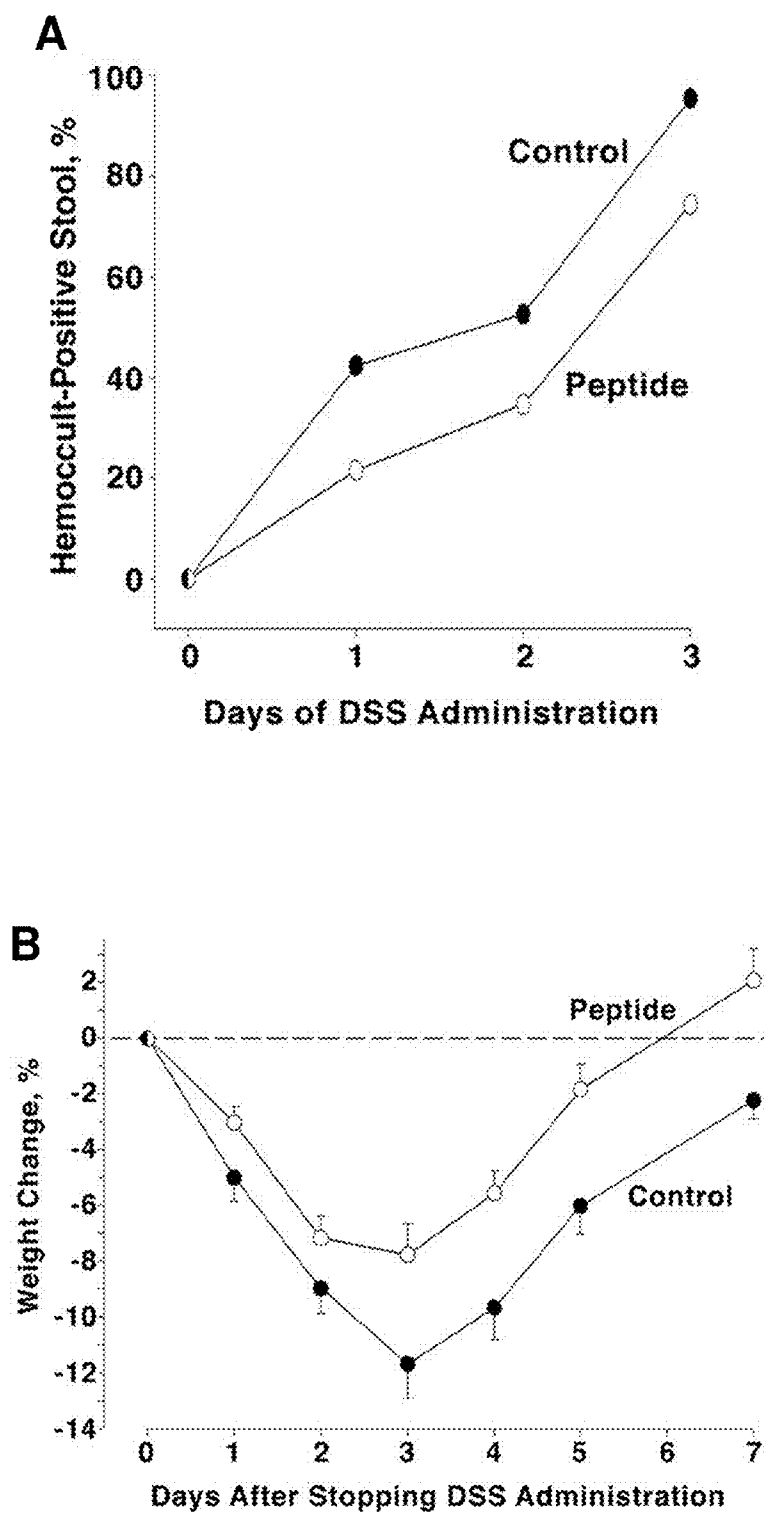 A
100
80
60
40
20
0
Hemoccult-Positive Stool, %
Control
Peptide
0 1 2 3
Days of DSS Administration
B
2
0
-2
-4
-6
-8
-10
-12
-14
Weight Change, %
Peptide
Control
0 1 2 3 4 5 6 7
Days After Stopping DSS Administration